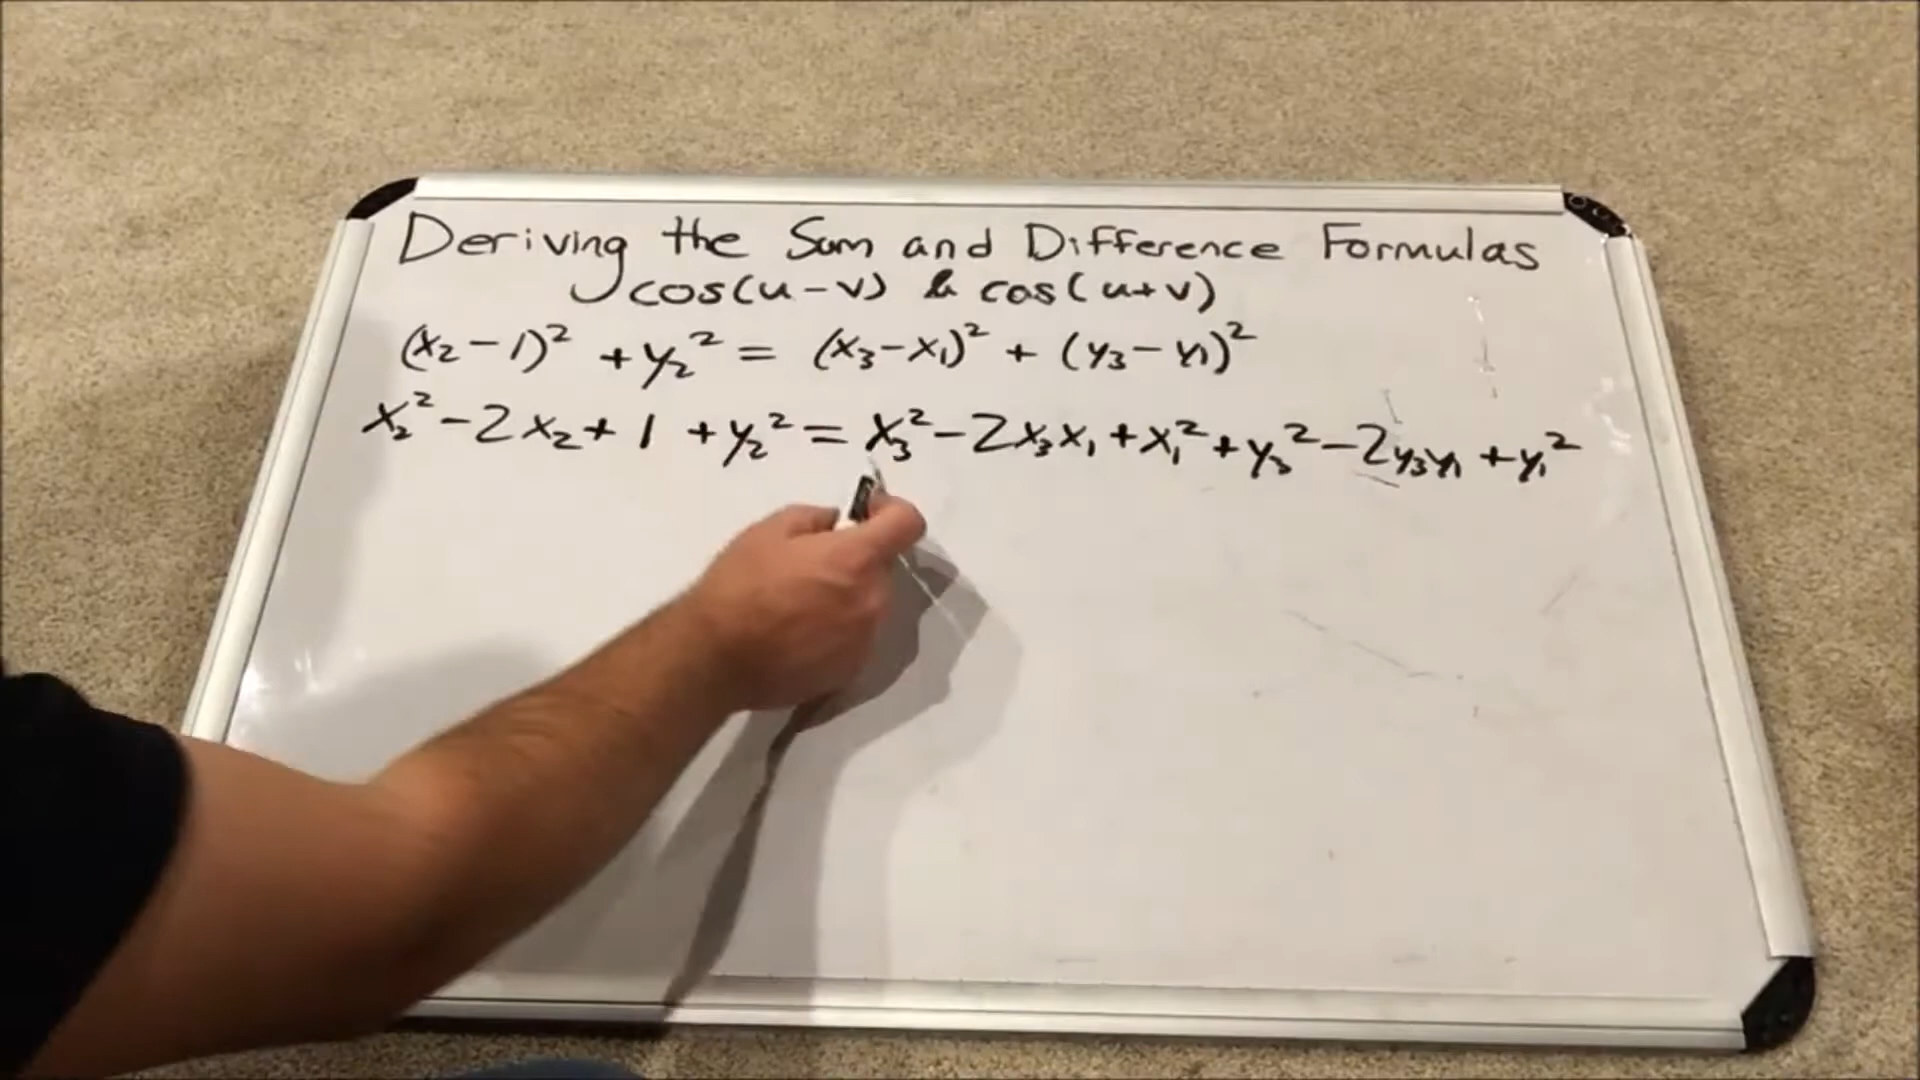 Deriving the Sum and Difference Formulas
cos(u-v) & cos(u+v)
(x₂-1)² + y₂² = (x₃-x₁)² + (y₃-y₁)²
x₂² - 2x₂ + 1 + y₂² = x₃² - 2x₃x₁ + x₁² + y₃² - 2y₃y₁ + y₁²